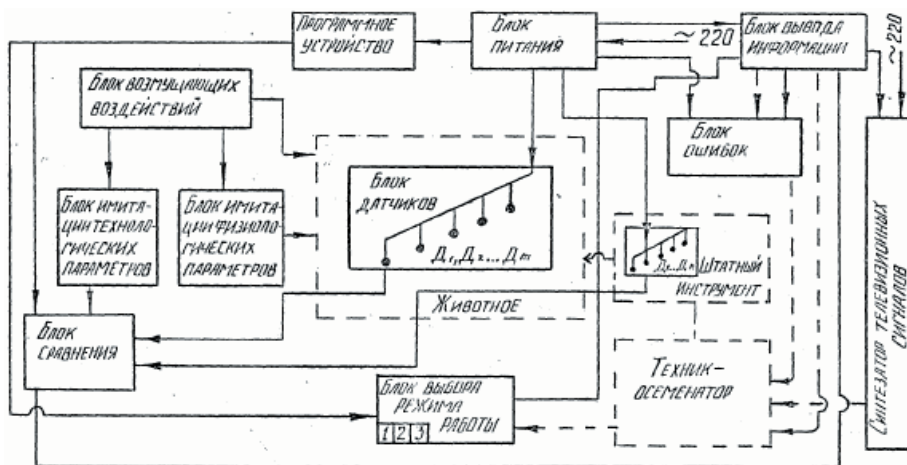 ПРОГРАММНОЕ
УСТРОЙСТВО
БЛОК
ПИТАНИЯ
~220
БЛОК ВЫВОДА
ИНФОРМАЦИИ
~220
БЛОК ВОЗМУЩАЮЩИХ
ВОЗДЕЙСТВИЙ
БЛОК
ОШИБОК
БЛОК
ДАТЧИКОВ
БЛОК ИМИТА-
ЦИИ ТЕХНОЛО-
ГИЧЕСКИХ
ПАРАМЕТРОВ
БЛОК ИМИТА-
ЦИИ ФИЗИОЛО-
ГИЧЕСКИХ
ПАРАМЕТРОВ
Д1, Д2... Дm
Д1...Дn
ШТАТНЫЙ
ИНСТРУМЕНТ
ЖИВОТНОЕ
БЛОК
СРАВНЕНИЯ
ТЕХНИК-
ОСЕМЕНАТОР
БЛОК ВЫБОРА
РЕЖИМА
РАБОТЫ
1 2 3
СИНТЕЗАТОР ТЕЛЕВИЗИОННЫХ
СИГНАЛОВ